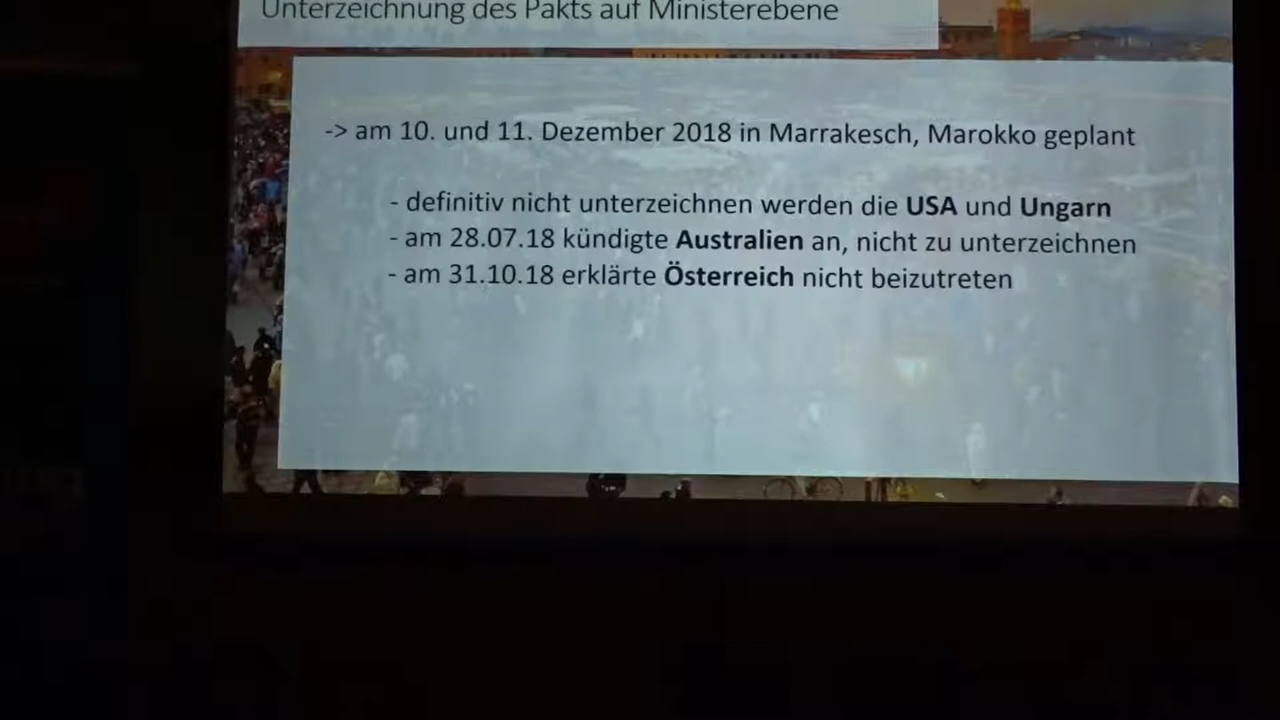 Unterzeichnung des Pakts auf Ministerebene
-> am 10. und 11. Dezember 2018 in Marrakesch, Marokko geplant
- definitiv nicht unterzeichnen werden die USA und Ungarn
- am 28.07.18 kündigte Australien an, nicht zu unterzeichnen
- am 31.10.18 erklärte Österreich nicht beizutreten